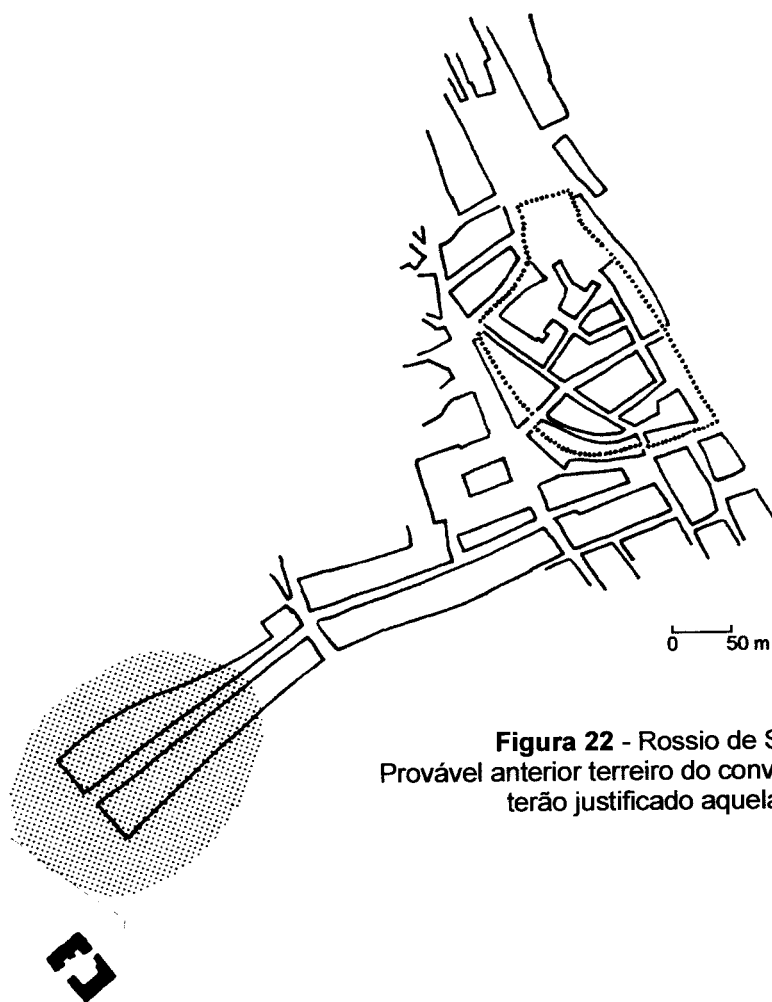 0 50 m
Figura 22 - Rossio de S
Provável anterior terreiro do conv
terão justificado aquela